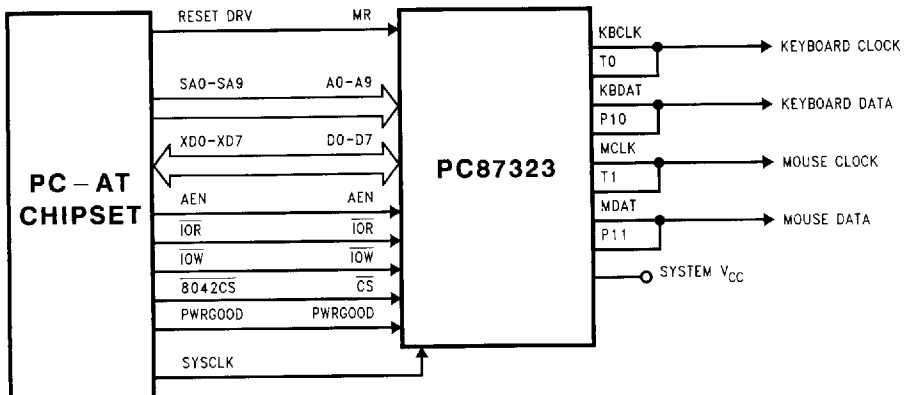 RESET DRV MR
SA0-SA9 A0-A9
XD0-XD7 D0-D7
PC-AT
CHIPSET
AEN AEN
IOR IOR
IOW IOW
8042CS CS
PWRGOOD PWRGOOD
SYSCLK
PC87323
KBCLK
T0
KEYBOARD CLOCK
KBDAT
P10
KEYBOARD DATA
MCLK
T1
MOUSE CLOCK
MDAT
P11
MOUSE DATA
SYSTEM VCC